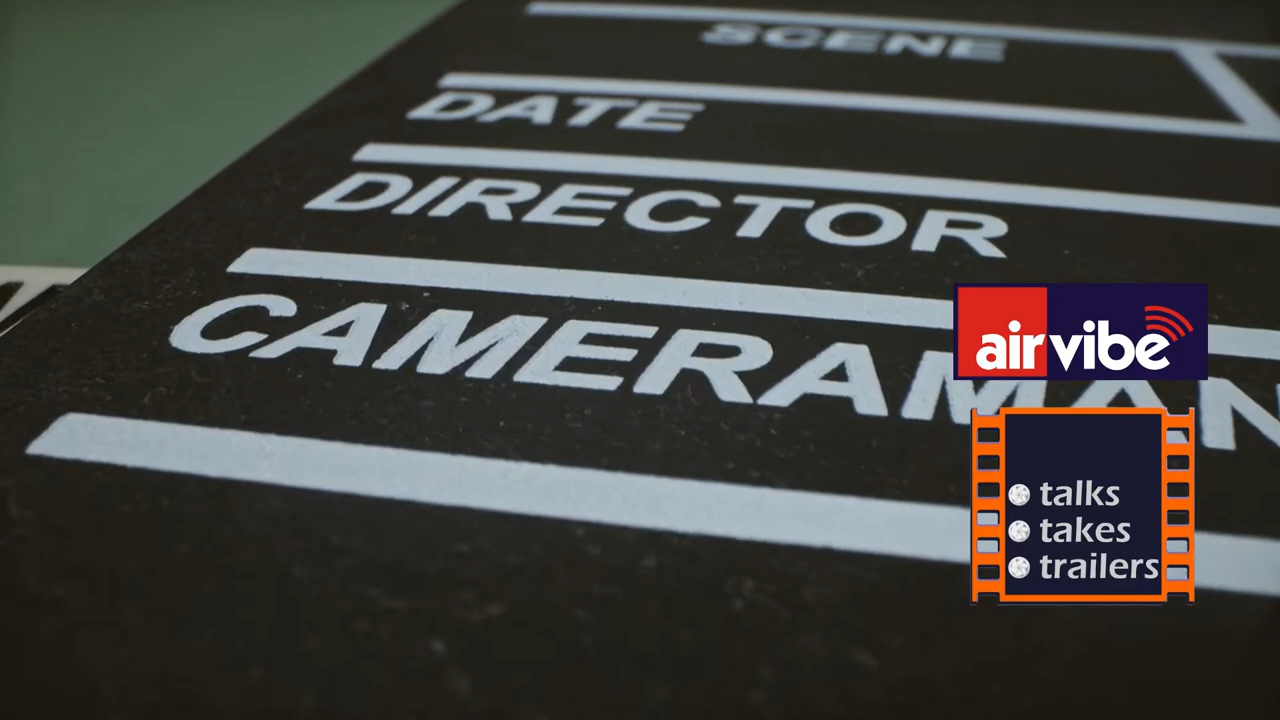 SCENE
DATE
DIRECTOR
CAMERAMAN
airvibe
talks
takes
trailers